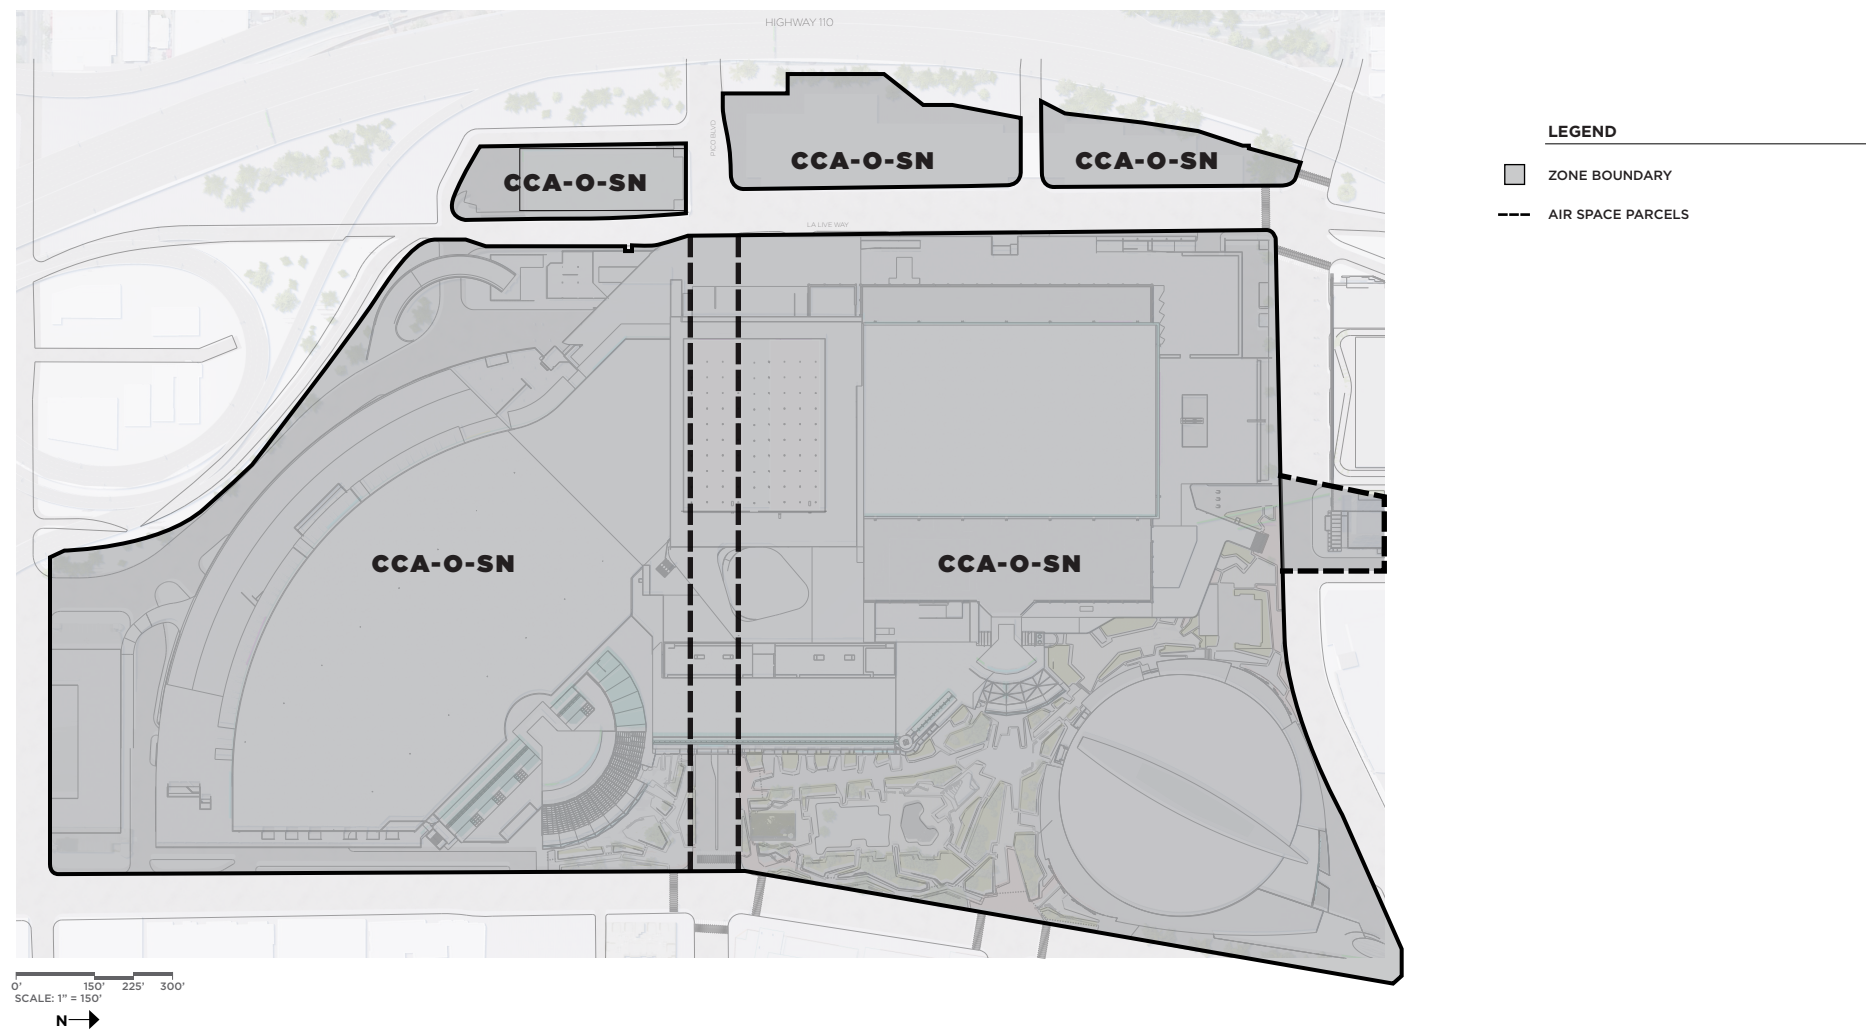 HIGHWAY 110
LEGEND
PICO BLVD
CCA-O-SN
CCA-O-SN
CCA-O-SN
ZONE BOUNDARY
AIR SPACE PARCELS
LA LIVE WAY
CCA-O-SN
CCA-O-SN
0' 150' 225' 300'
SCALE: 1" = 150'
N